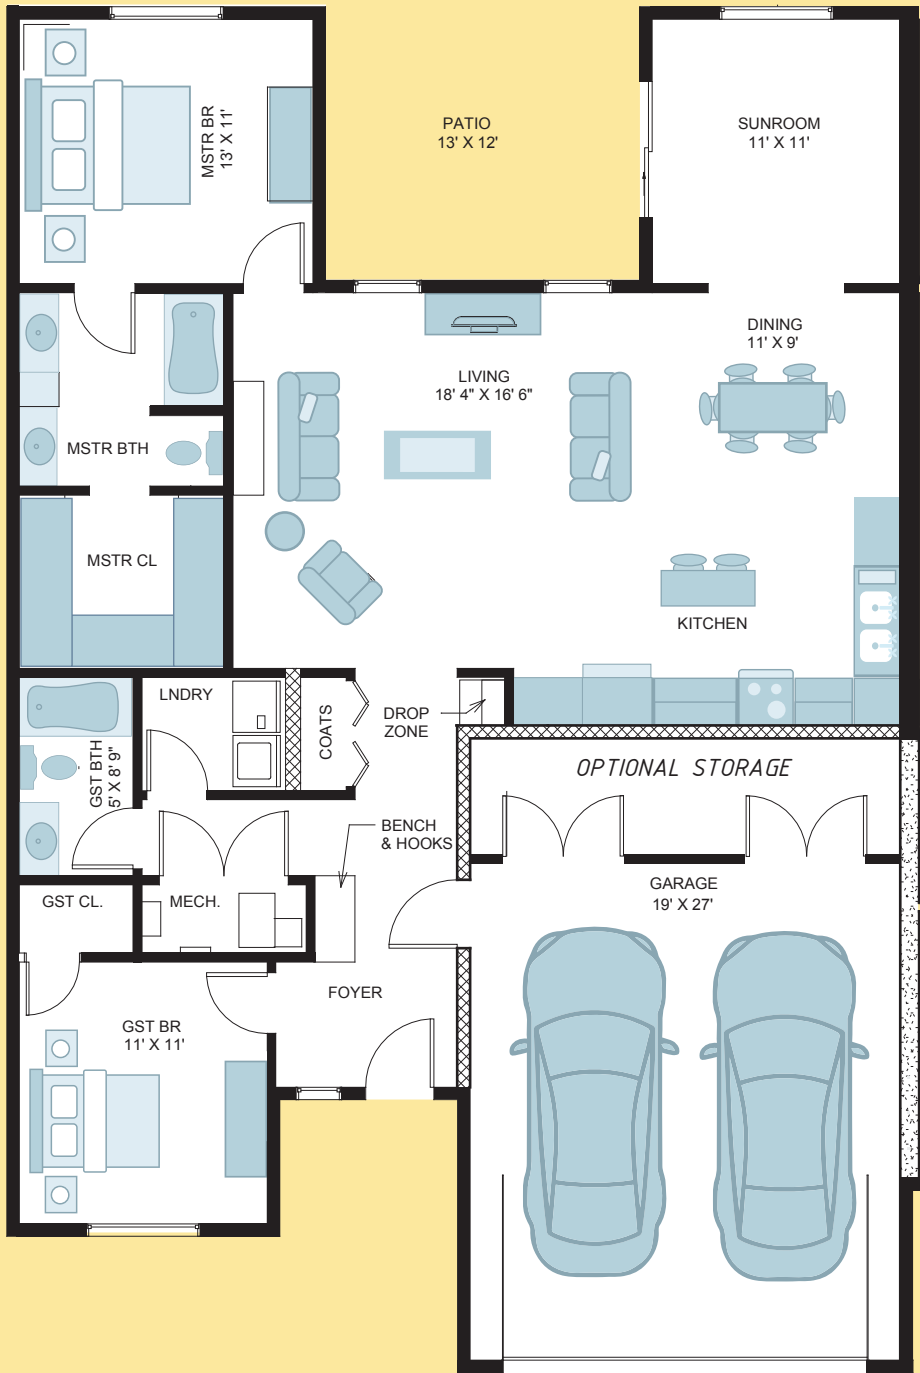 MSTR BR
13' X 11'
PATIO
13' X 12'
SUNROOM
11' X 11'
DINING
11' X 9'
LIVING
18' 4" X 16' 6"
MSTR BTH
MSTR CL
KITCHEN
LNDRY
COATS
DROP
ZONE
GST BTH
5' X 8' 9"
OPTIONAL STORAGE
BENCH
& HOOKS
GARAGE
19' X 27'
GST CL.
MECH.
FOYER
GST BR
11' X 11'